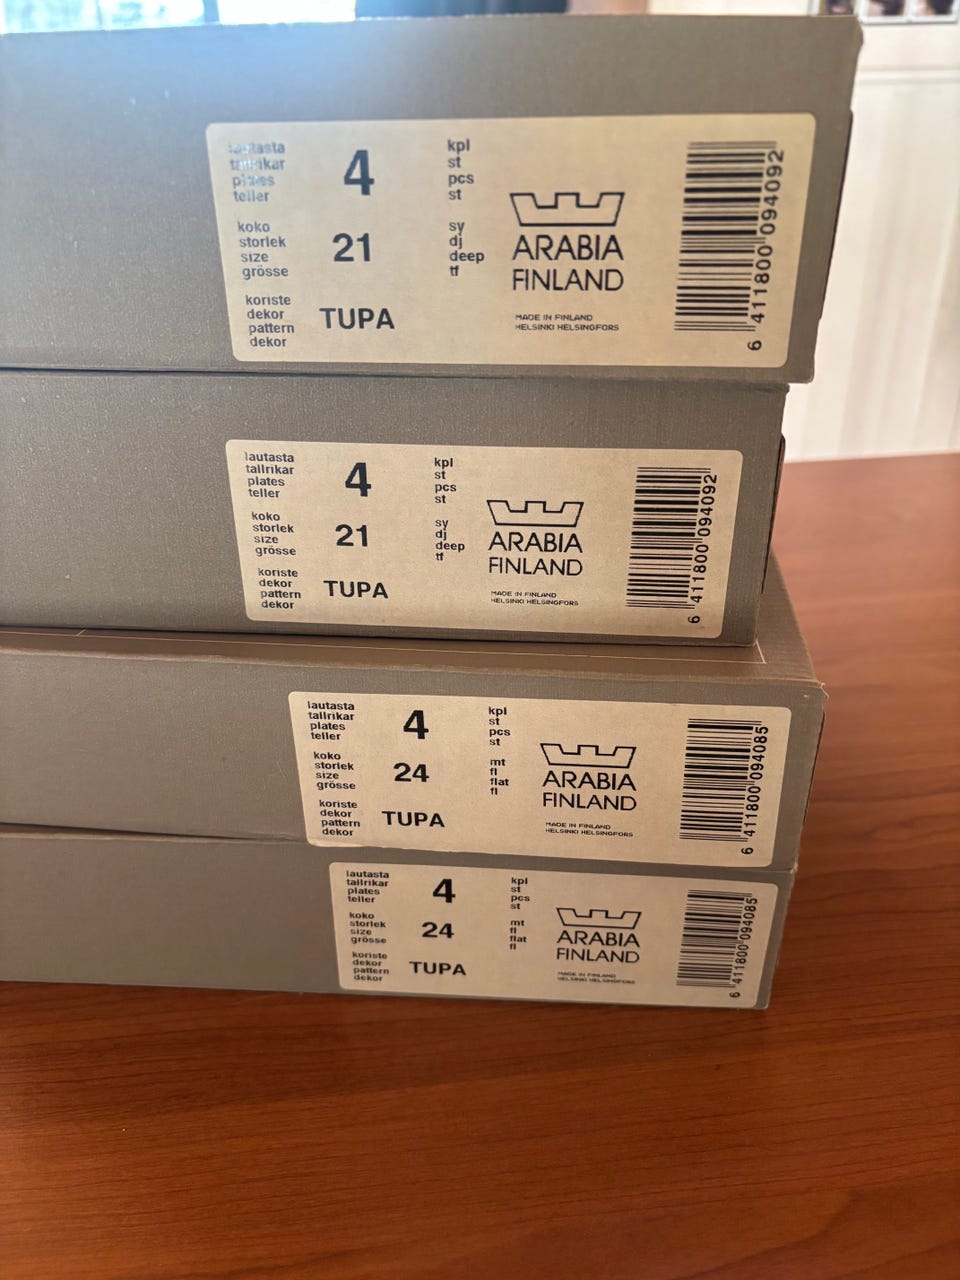 lautasta
tallrikar
plates
teller
4
kpl
st
pcs
st
koko
storlek
size
grösse
21
sy
dj
deep
tf
koriste
dekor
pattern
dekor
TUPA
ARABIA
FINLAND
MADE IN FINLAND
HELSINKI HELSINGFORS
6 411800 094092
lautasta
tallrikar
plates
teller
4
kpl
st
pcs
st
koko
storlek
size
grösse
21
sy
dj
deep
tf
koriste
dekor
pattern
dekor
TUPA
ARABIA
FINLAND
MADE IN FINLAND
HELSINKI HELSINGFORS
6 411800 094092
lautasta
tallrikar
plates
teller
4
kpl
st
pcs
st
koko
storlek
size
grösse
24
mt
fl
flat
fl
koriste
dekor
pattern
dekor
TUPA
ARABIA
FINLAND
MADE IN FINLAND
HELSINKI HELSINGFORS
6 411800 094085
lautasta
tallrikar
plates
teller
4
kpl
st
pcs
st
koko
storlek
size
grösse
24
mt
fl
flat
fl
koriste
dekor
pattern
dekor
TUPA
ARABIA
FINLAND
MADE IN FINLAND
HELSINKI HELSINGFORS
6 411800 094085